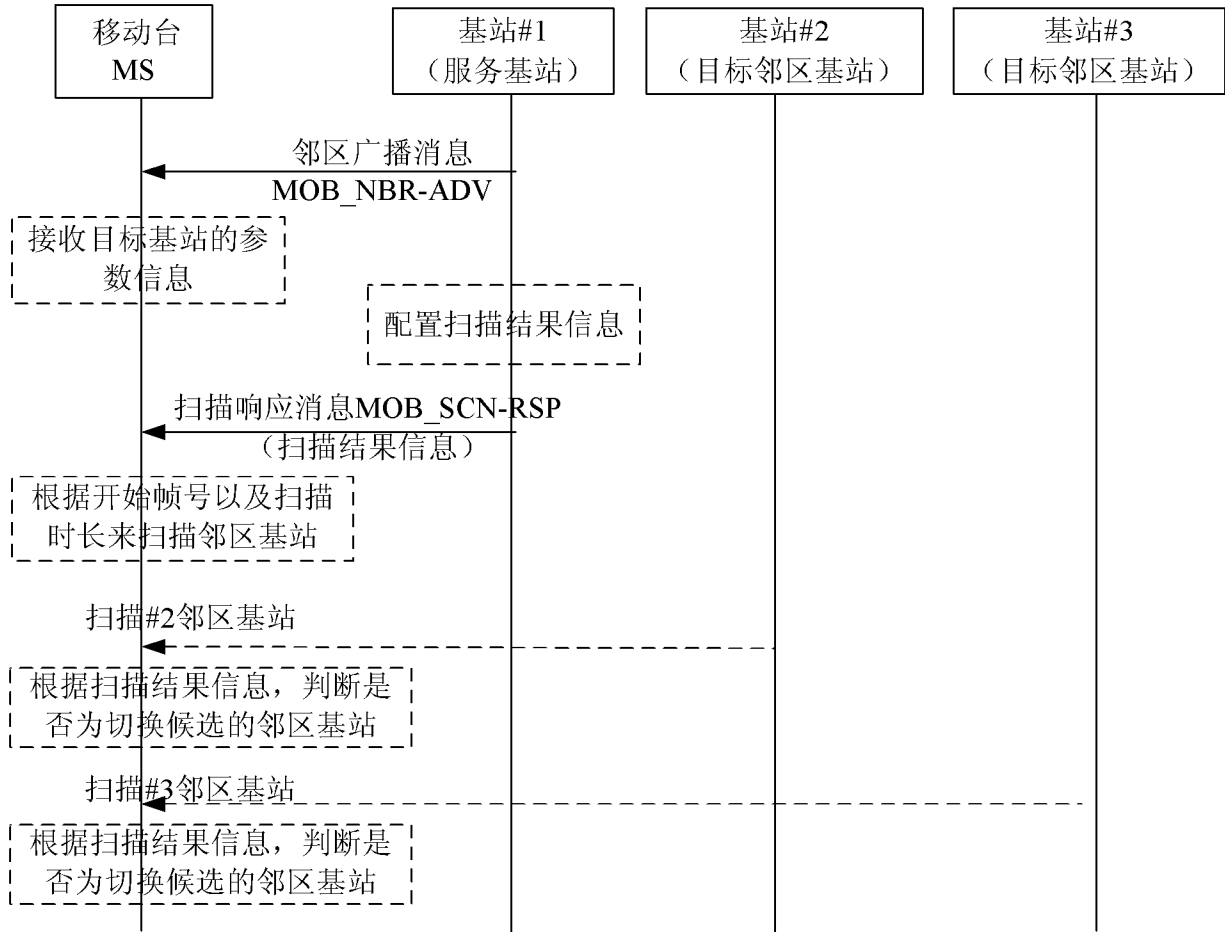 移动台
MS
基站#1
（服务基站）
基站#2
（目标邻区基站）
基站#3
（目标邻区基站）
邻区广播消息
MOB_NBR-ADV
接收目标基站的参
数信息
配置扫描结果信息
扫描响应消息MOB_SCN-RSP
（扫描结果信息）
根据开始帧号以及扫描
时长来扫描邻区基站
扫描#2邻区基站
根据扫描结果信息，判断是
否为切换候选的邻区基站
扫描#3邻区基站
根据扫描结果信息，判断是
否为切换候选的邻区基站